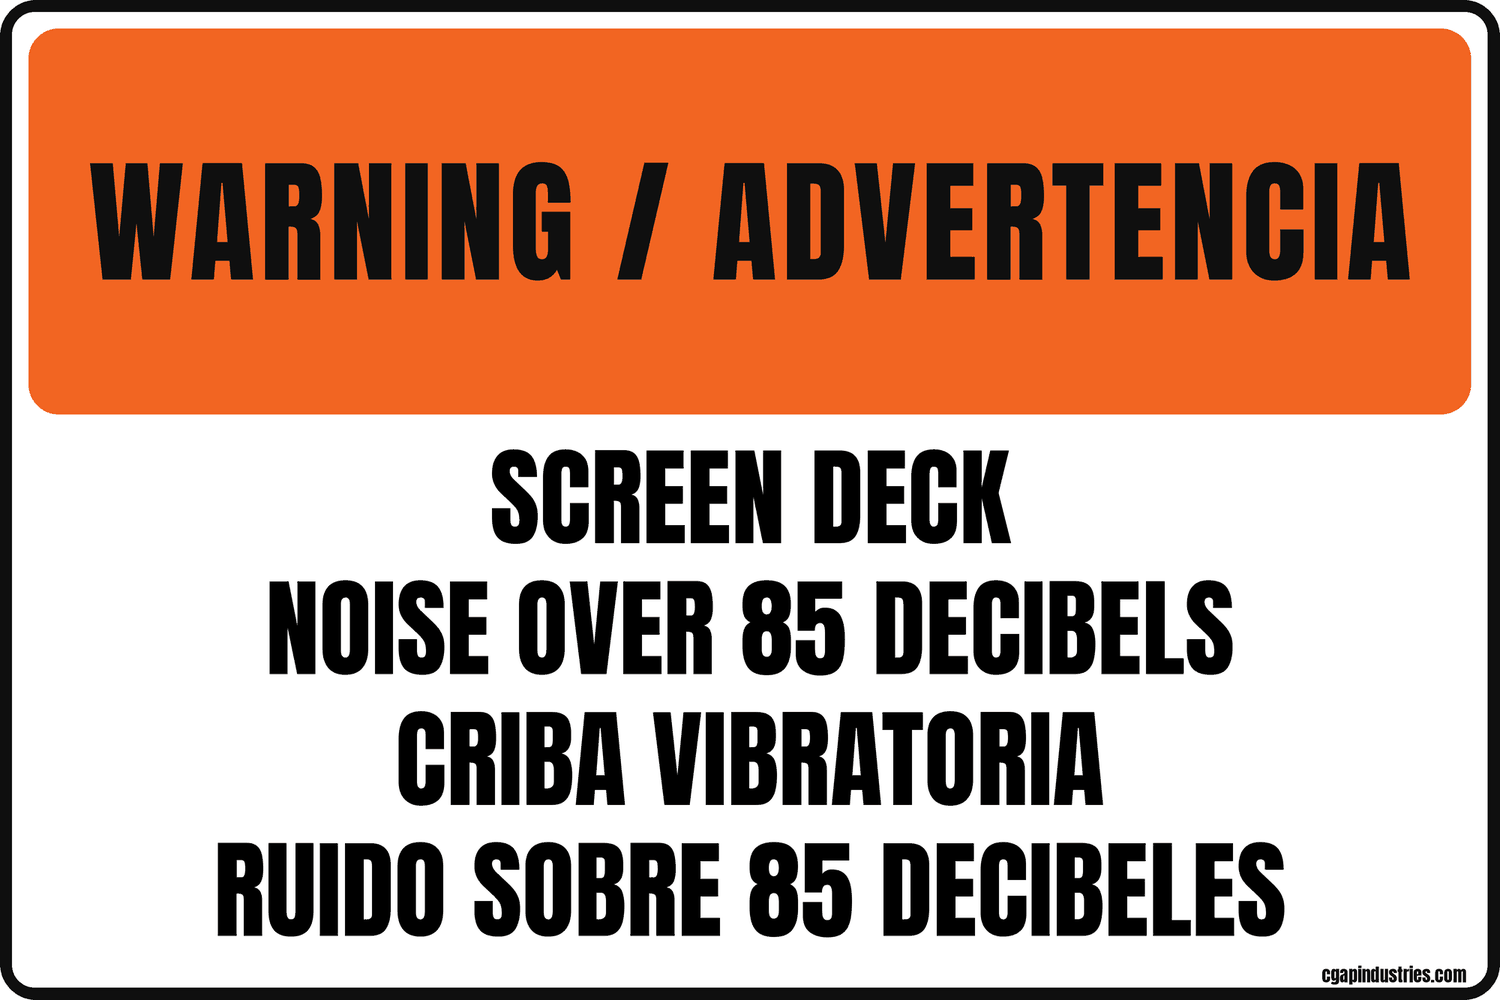 WARNING / ADVERTENCIA
SCREEN DECK
NOISE OVER 85 DECIBELS
CRIBA VIBRATORIA
RUIDO SOBRE 85 DECIBELES
cgapindustries.com